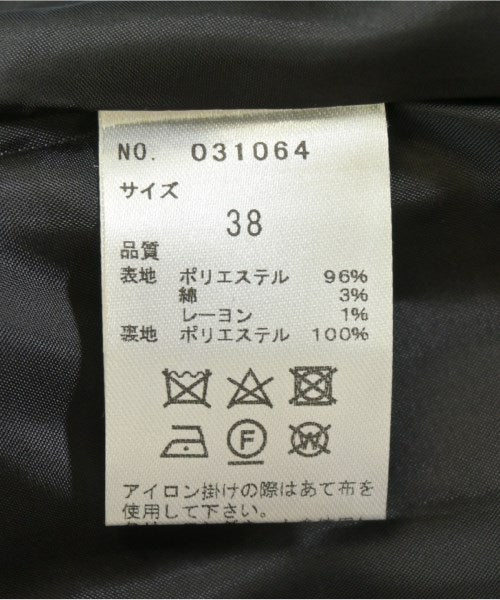 NO. 031064
サイズ
38
品質
表地 ポリエステル 96%
綿 3%
レーヨン 1%
裏地 ポリエステル 100%
F W
アイロン掛けの際はあて布を
使用して下さい。